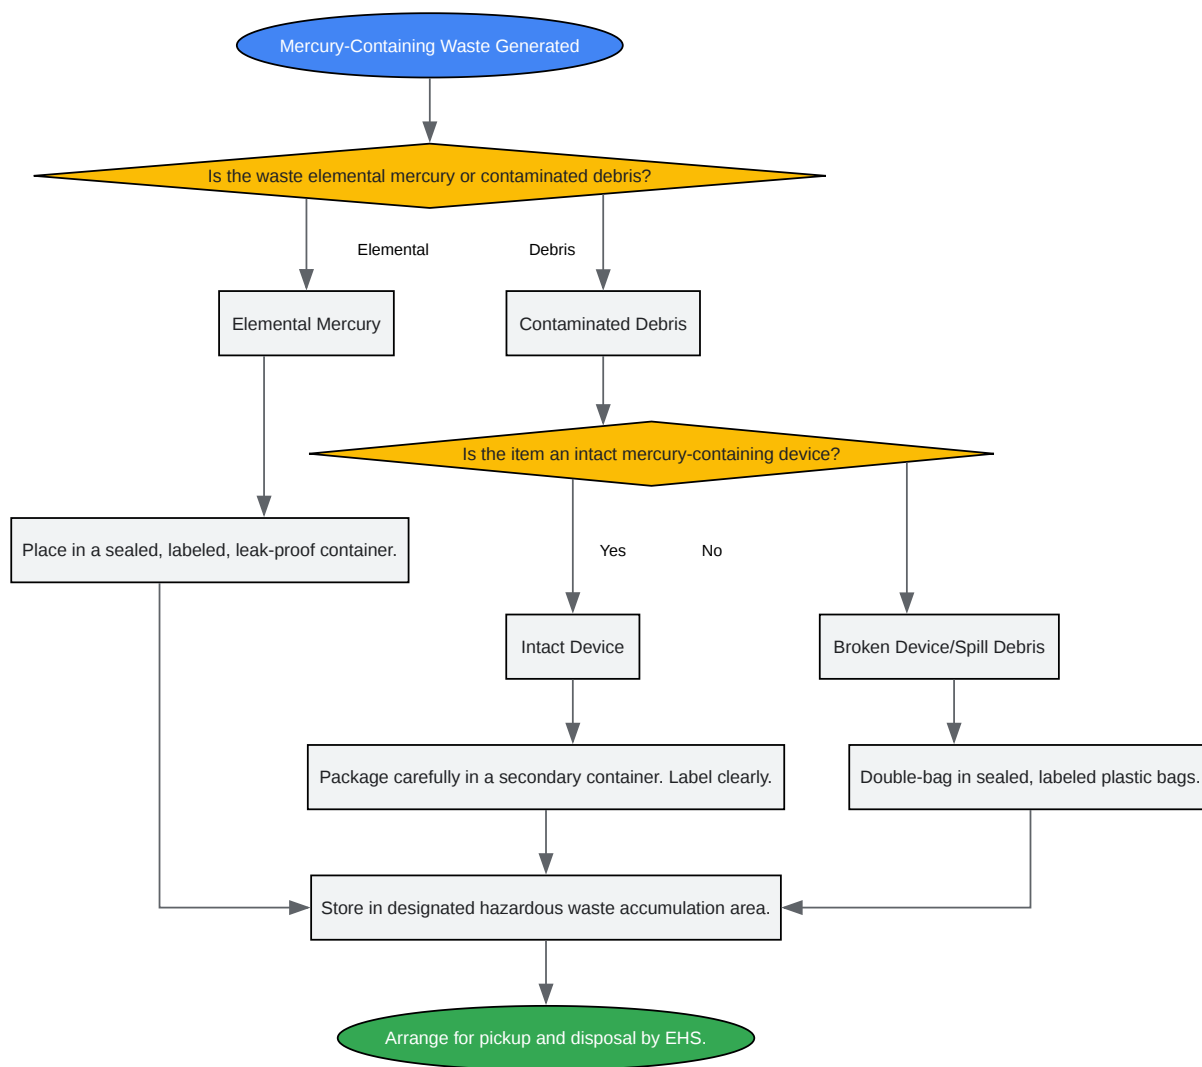 Mercury-Containing Waste Generated
Is the waste elemental mercury or contaminated debris?
Elemental
Debris
Elemental Mercury
Contaminated Debris
Is the item an intact mercury-containing device?
Place in a sealed, labeled, leak-proof container.
Yes
No
Intact Device
Broken Device/Spill Debris
Package carefully in a secondary container. Label clearly.
Double-bag in sealed, labeled plastic bags.
Store in designated hazardous waste accumulation area.
Arrange for pickup and disposal by EHS.